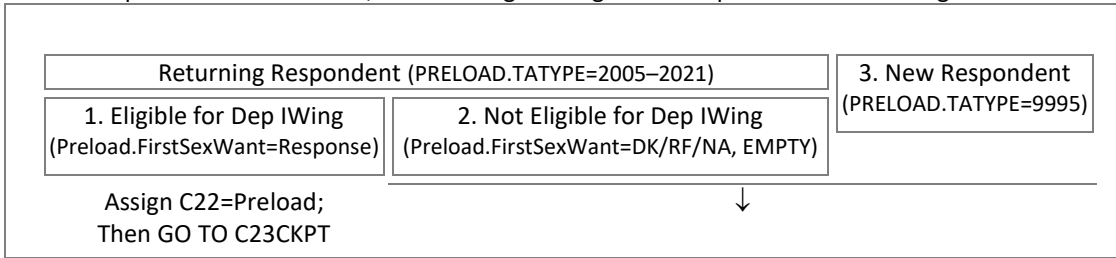 Returning Respondent (PRELOAD.TATYPE=2005–2021)
3. New Respondent
(PRELOAD.TATYPE=9995)
1. Eligible for Dep IWing
(Preload.FirstSexWant=Response)
2. Not Eligible for Dep IWing
(Preload.FirstSexWant=DK/RF/NA, EMPTY)
Assign C22=Preload;
Then GO TO C23CKPT
↓